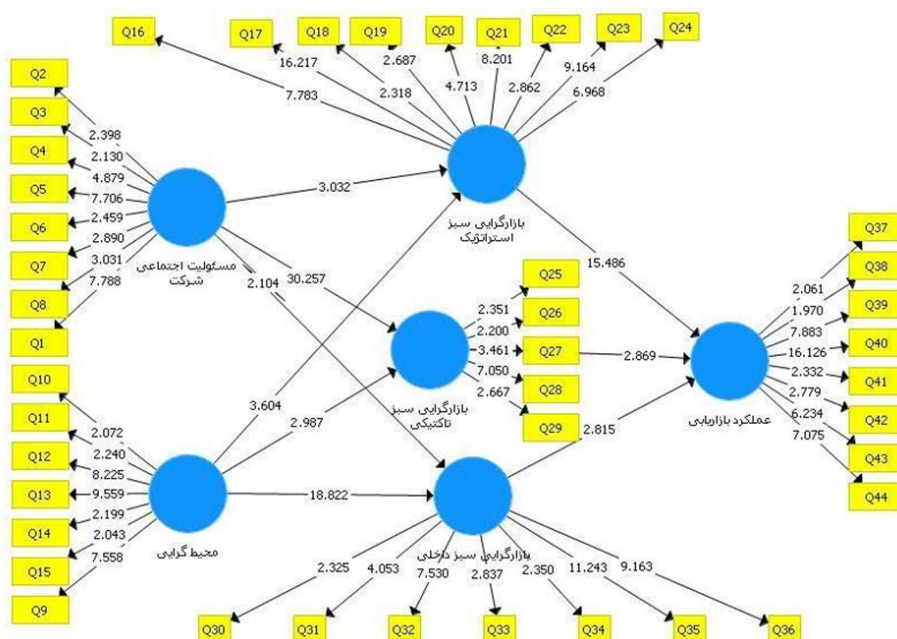 Q16
Q17
Q18
Q19
Q20
Q21
Q22
Q23
Q24
7.783
16.217
2.318
2.687
4.713
8.201
2.862
9.164
6.968
Q2
Q3
Q4
Q5
Q6
Q7
Q8
Q1
2.398
2.130
4.879
7.706
2.459
2.890
3.031
7.788
مسئولیت اجتماعی
شرکت
3.032
30.257
2.104
بازارگرایی سبز
استراتژیک
15.486
Q25
Q26
Q27
Q28
Q29
2.351
2.200
3.461
7.050
2.667
بازارگرایی سبز
تاکتیکی
2.869
Q37
Q38
Q39
Q40
Q41
Q42
Q43
Q44
2.061
1.970
7.883
16.126
2.332
2.779
6.234
7.075
عملکرد بازاریابی
Q10
Q11
Q12
Q13
Q14
Q15
Q9
2.072
2.240
8.225
9.559
2.199
2.043
7.558
محیط گرایی
3.604
2.987
18.822
2.815
بازارگرایی سبز داخلی
2.325
4.053
7.530
2.837
2.350
11.243
9.163
Q30
Q31
Q32
Q33
Q34
Q35
Q36